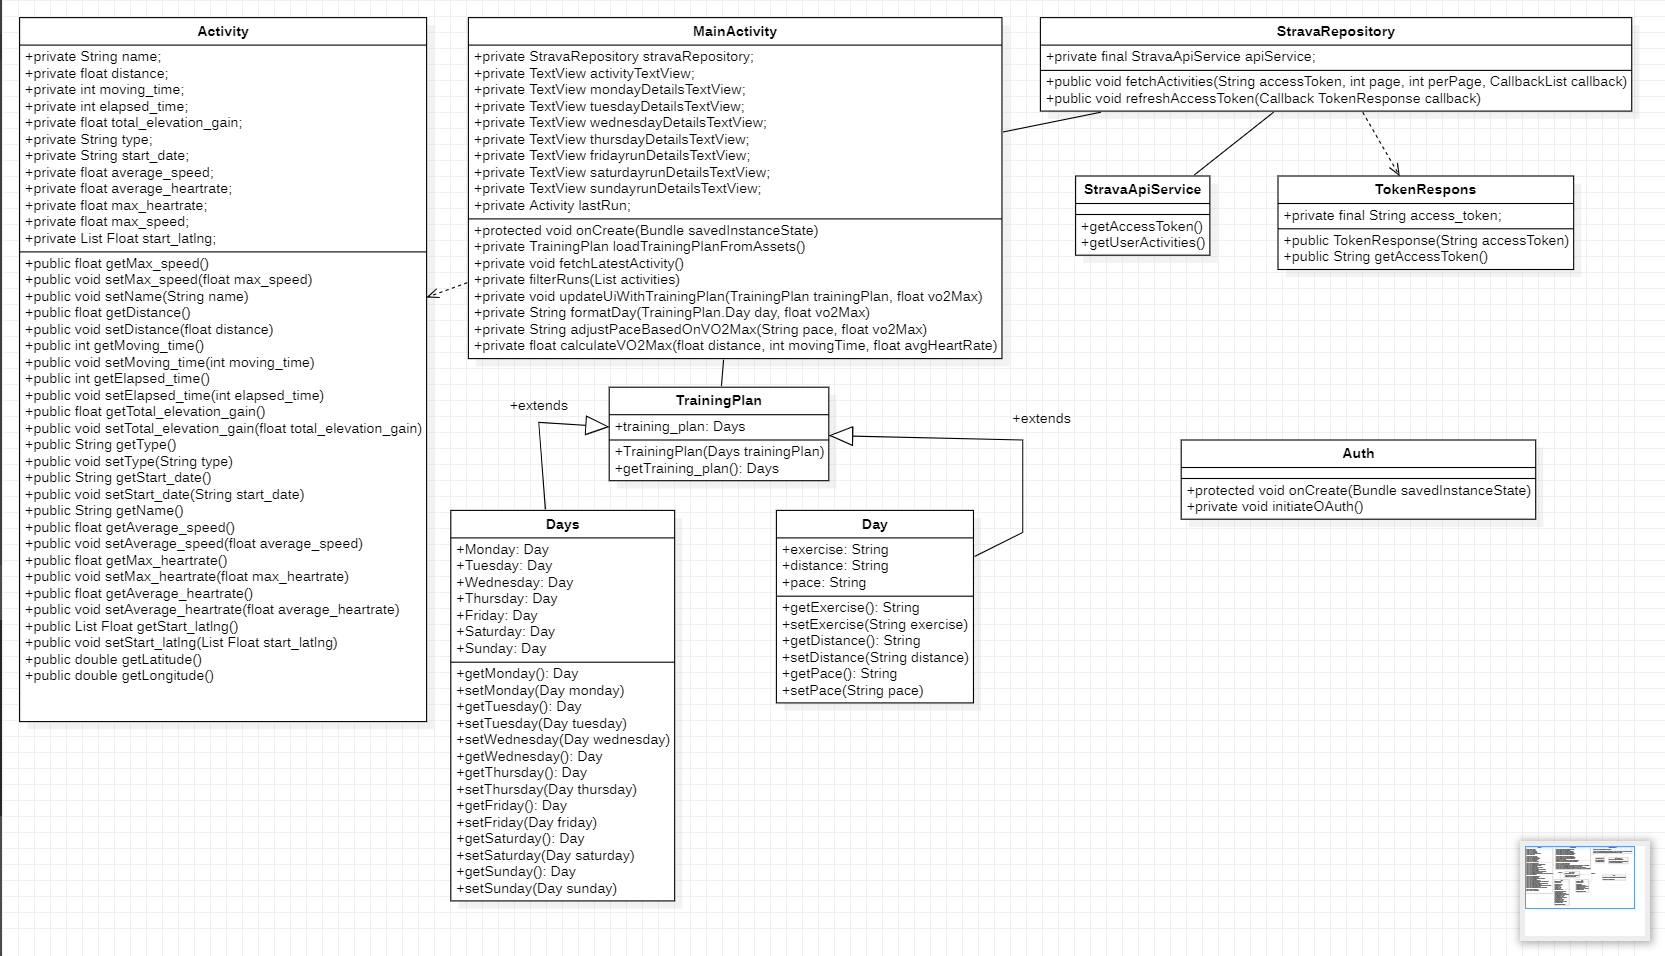 Activity
+private String name;
+private float distance;
+private int moving_time;
+private int elapsed_time;
+private float total_elevation_gain;
+private String type;
+private String start_date;
+private float average_speed;
+private float average_heartrate;
+private float max_heartrate;
+private float max_speed;
+private List Float start_latlng;
+public float getMax_speed()
+public void setMax_speed(float max_speed)
+public void setName(String name)
+public float getDistance()
+public void setDistance(float distance)
+public int getMoving_time()
+public void setMoving_time(int moving_time)
+public int getElapsed_time()
+public void setElapsed_time(int elapsed_time)
+public float getTotal_elevation_gain()
+public void setTotal_elevation_gain(float total_elevation_gain)
+public String getType()
+public void setType(String type)
+public String getStart_date()
+public void setStart_date(String start_date)
+public String getName()
+public float getAverage_speed()
+public void setAverage_speed(float average_speed)
+public float getMax_heartrate()
+public void setMax_heartrate(float max_heartrate)
+public float getAverage_heartrate()
+public void setAverage_heartrate(float average_heartrate)
+public List Float getStart_latlng()
+public void setStart_latlng(List Float start_latlng)
+public double getLatitude()
+public double getLongitude()
MainActivity
+private StravaRepository stravaRepository;
+private TextView activityTextView;
+private TextView mondayDetailsTextView;
+private TextView tuesdayDetailsTextView;
+private TextView wednesdayDetailsTextView;
+private TextView thursdayDetailsTextView;
+private TextView fridayrunDetailsTextView;
+private TextView saturdayrunDetailsTextView;
+private TextView sundayrunDetailsTextView;
+private Activity lastRun;
+protected void onCreate(Bundle savedInstanceState)
+private TrainingPlan loadTrainingPlanFromAssets()
+private void fetchLatestActivity()
+private filterRuns(List activities)
+private void updateUiWithTrainingPlan(TrainingPlan trainingPlan, float vo2Max)
+private String formatDay(TrainingPlan.Day day, float vo2Max)
+private String adjustPaceBasedOnVO2Max(String pace, float vo2Max)
+private float calculateVO2Max(float distance, int movingTime, float avgHeartRate)
StravaRepository
+private final StravaApiService apiService;
+public void fetchActivities(String accessToken, int page, int perPage, CallbackList callback)
+public void refreshAccessToken(Callback TokenResponse callback)
StravaApiService
+getAccessToken()
+getUserActivities()
TokenRespons
+private final String access_token;
+public TokenResponse(String accessToken)
+public String getAccessToken()
+extends
TrainingPlan
+training_plan: Days
+TrainingPlan(Days trainingPlan)
+getTraining_plan(): Days
+extends
Auth
+protected void onCreate(Bundle savedInstanceState)
+private void initiateOAuth()
Days
+Monday: Day
+Tuesday: Day
+Wednesday: Day
+Thursday: Day
+Friday: Day
+Saturday: Day
+Sunday: Day
+getMonday(): Day
+setMonday(Day monday)
+getTuesday(): Day
+setTuesday(Day tuesday)
+setWednesday(Day wednesday)
+getWednesday(): Day
+getThursday(): Day
+setThursday(Day thursday)
+getFriday(): Day
+setFriday(Day friday)
+getSaturday(): Day
+setSaturday(Day saturday)
+getSunday(): Day
+setSunday(Day sunday)
Day
+exercise: String
+distance: String
+pace: String
+getExercise(): String
+setExercise(String exercise)
+getDistance(): String
+setDistance(String distance)
+getPace(): String
+setPace(String pace)